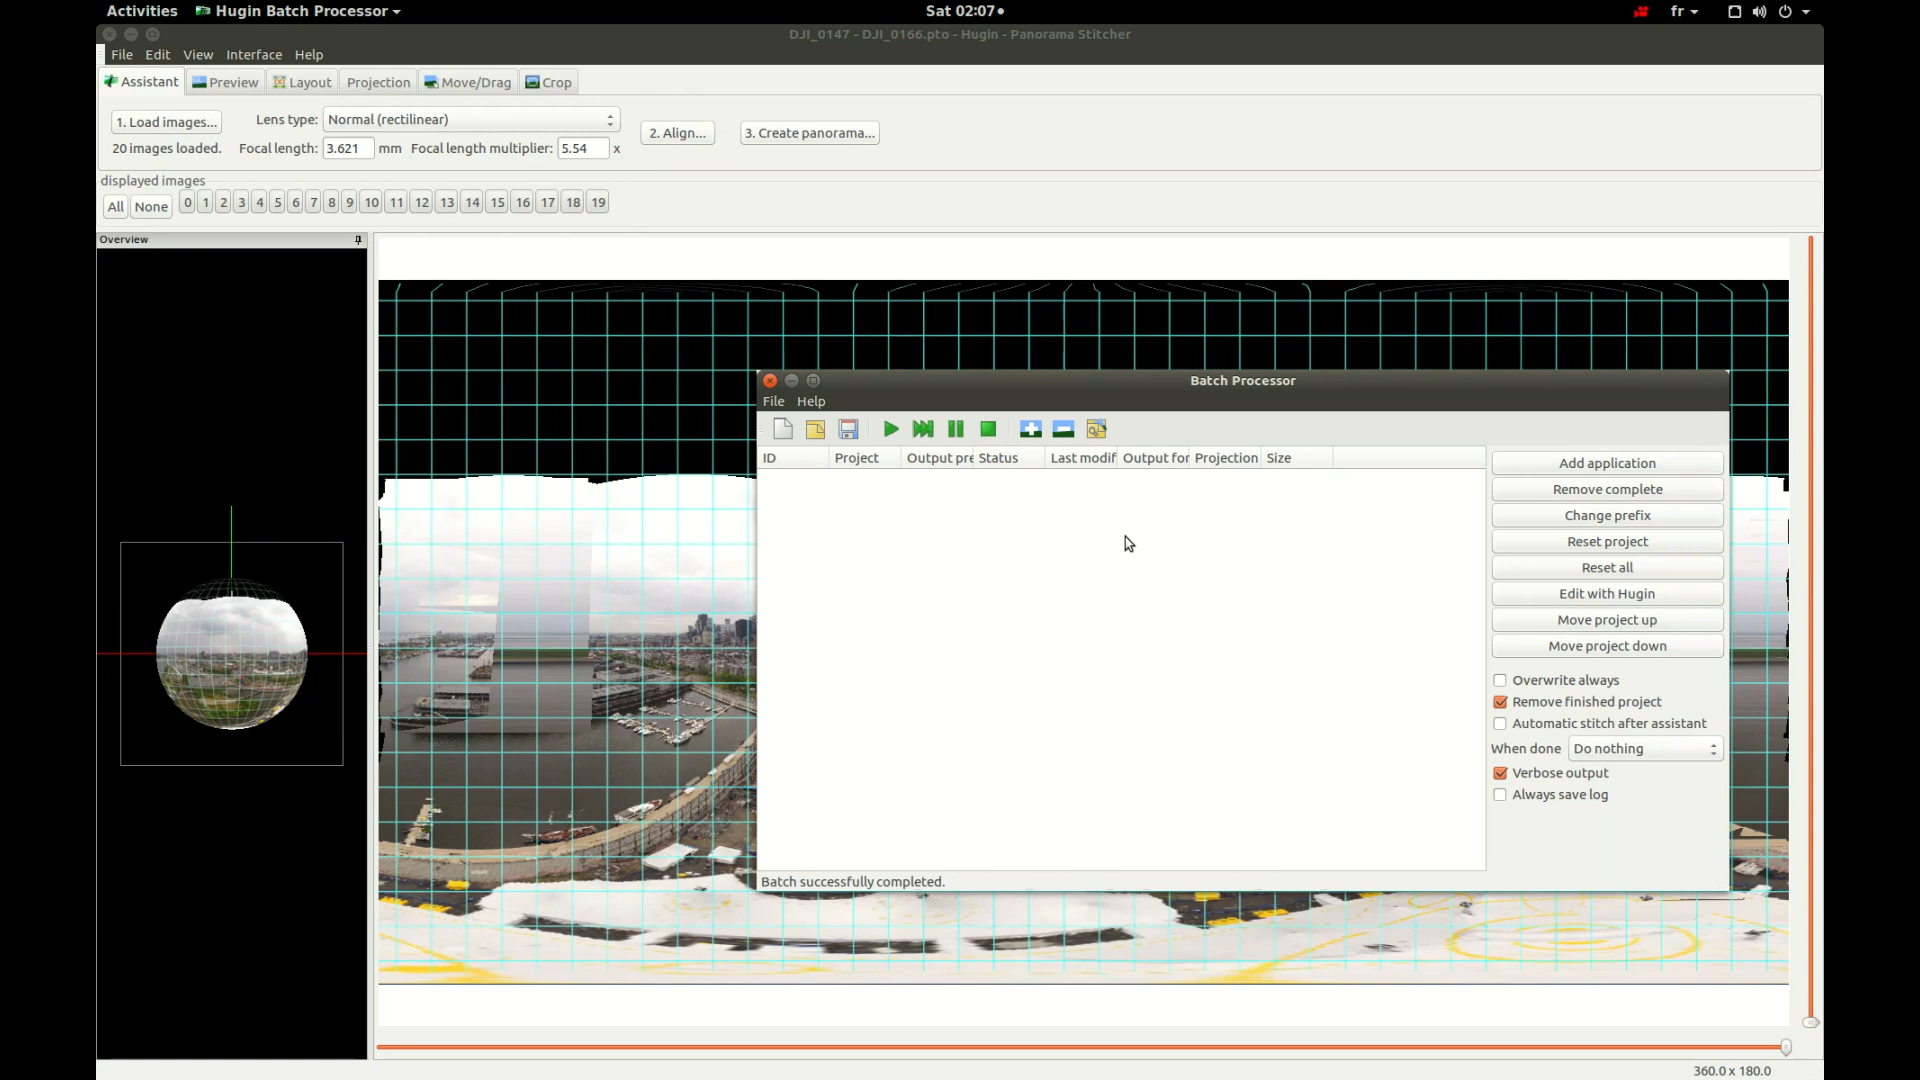 Activities Hugin Batch Processor Sat 02:07 fr
DJI_0147 - DJI_0166.pto - Hugin - Panorama Stitcher
File Edit View Interface Help
Assistant Preview Layout Projection Move/Drag Crop
1. Load images... Lens type: Normal (rectilinear) 2. Align... 3. Create panorama...
20 images loaded. Focal length: 3.621 mm Focal length multiplier: 5.54 x
displayed images
All None 0 1 2 3 4 5 6 7 8 9 10 11 12 13 14 15 16 17 18 19
Overview
Batch Processor
File Help
ID Project Output pre Status Last modif Output for Projection Size
Add application
Remove complete
Change prefix
Reset project
Reset all
Edit with Hugin
Move project up
Move project down
Overwrite always
Remove finished project
Automatic stitch after assistant
When done Do nothing
Verbose output
Always save log
Batch successfully completed.
360.0 x 180.0